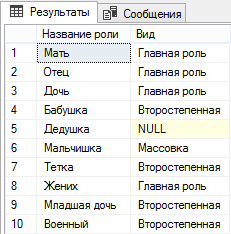 Результаты Сообщения
Название роли Вид
1 Мать Главная роль
2 Отец Главная роль
3 Дочь Главная роль
4 Бабушка Второстепенная
5 Дедушка NULL
6 Мальчишка Массовка
7 Тетка Второстепенная
8 Жених Главная роль
9 Младшая дочь Второстепенная
10 Военный Второстепенная